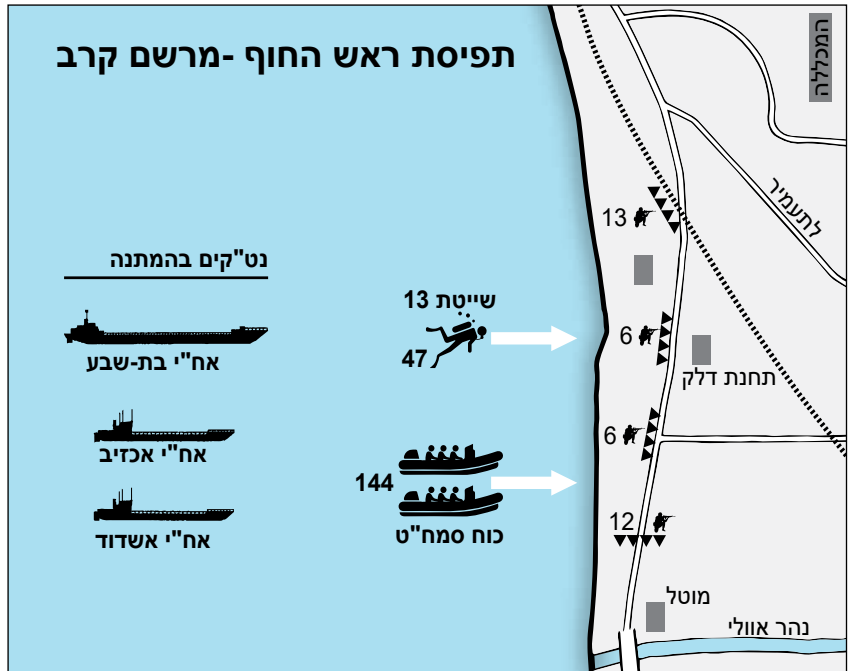 תפיסת ראש החוף -מרשם קרב
המכללה
לתעמיר
13
נט"קים בהמתנה
שייטת 13
47
אח"י בת-שבע
6
תחנת דלק
6
אח"י אכזיב
144
כוח סמח"ט
אח"י אשדוד
12
מוטל
נהר אוולי